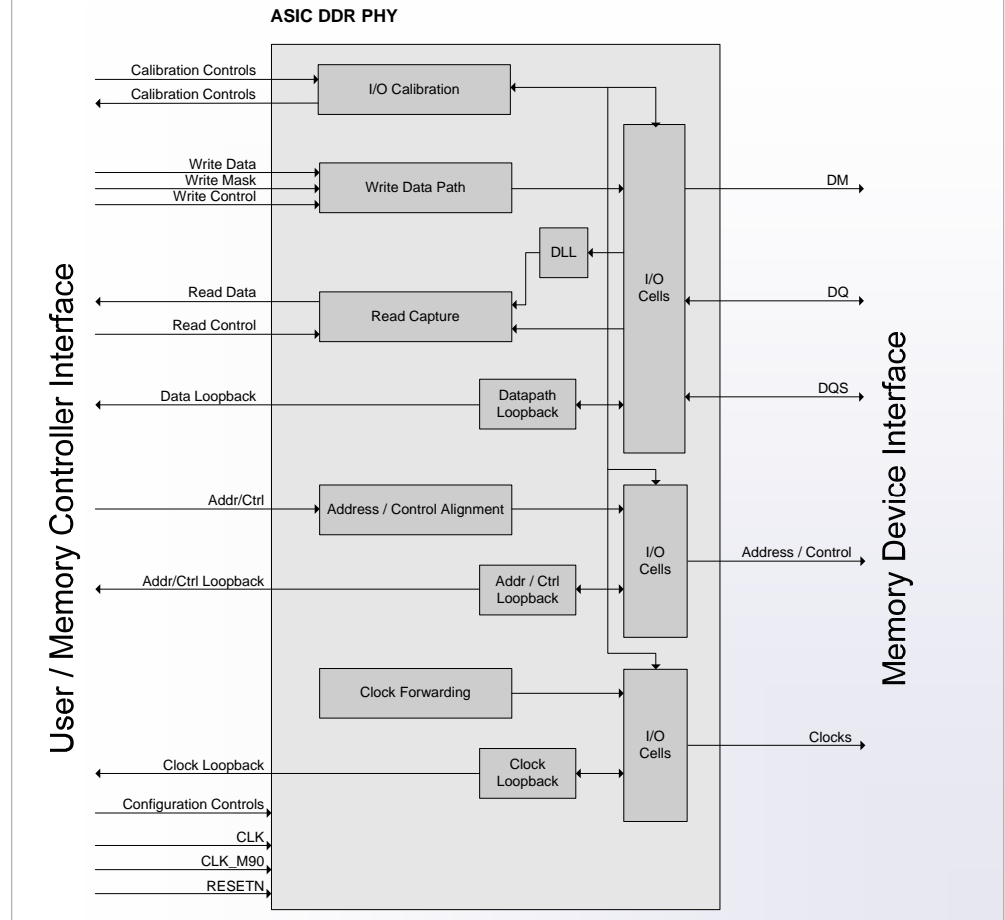 ASIC DDR PHY
User / Memory Controller Interface
Calibration Controls
Calibration Controls
I/O Calibration
Write Data
Write Mask
Write Control
Write Data Path
DM
DLL
I/O
Cells
Read Data
Read Control
Read Capture
DQ
Data Loopback
Datapath
Loopback
DQS
Memory Device Interface
Addr/Ctrl
Address / Control Alignment
I/O
Cells
Address / Control
Addr/Ctrl Loopback
Addr / Ctrl
Loopback
Clock Forwarding
I/O
Cells
Clocks
Clock Loopback
Clock
Loopback
Configuration Controls
CLK
CLK_M90
RESETN